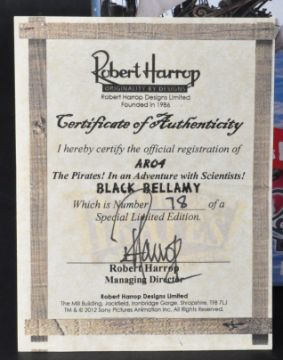 Robert Harrop
ORIGINALITY BY DESIGNS
Robert Harrop Designs Limited
Founded in 1986
Certificate of Authenticity
I hereby certify the official registration of
AR04
The Pirates! In an Adventure with Scientists!
BLACK BELLAMY
Which is Number 78 of a
Special Limited Edition.
Harrop
Robert Harrop
Managing Director
Robert Harrop Designs Limited
The Mill Building, Jackfield, Ironbridge Gorge, Shropshire, TF8 7LJ
TM & © 2012 Sony Pictures Animation Inc. All Rights Reserved.